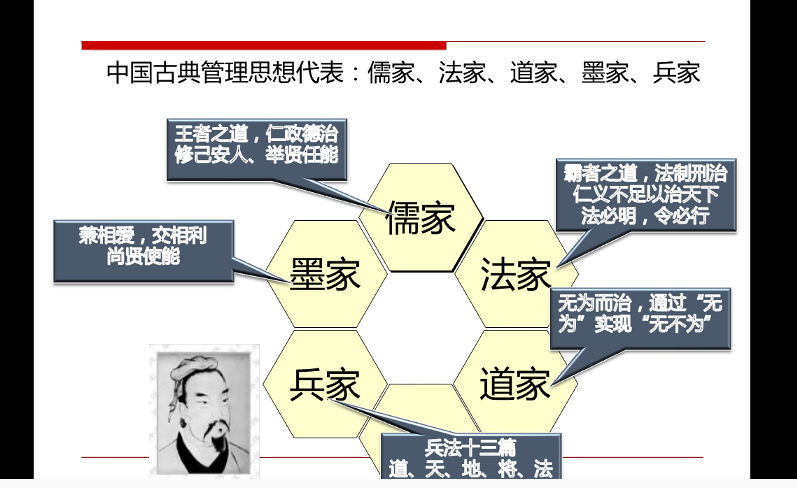 中国古典管理思想代表：儒家、法家、道家、墨家、兵家
王者之道，仁政德治
修己安人、举贤任能
霸者之道，法制刑治
仁义不足以治天下
法必明，令必行
儒家
兼相爱，交相利
尚贤使能
墨家
法家
无为而治，通过“无
为”实现“无不为”
兵家
道家
兵法十三篇
道、天、地、将、法